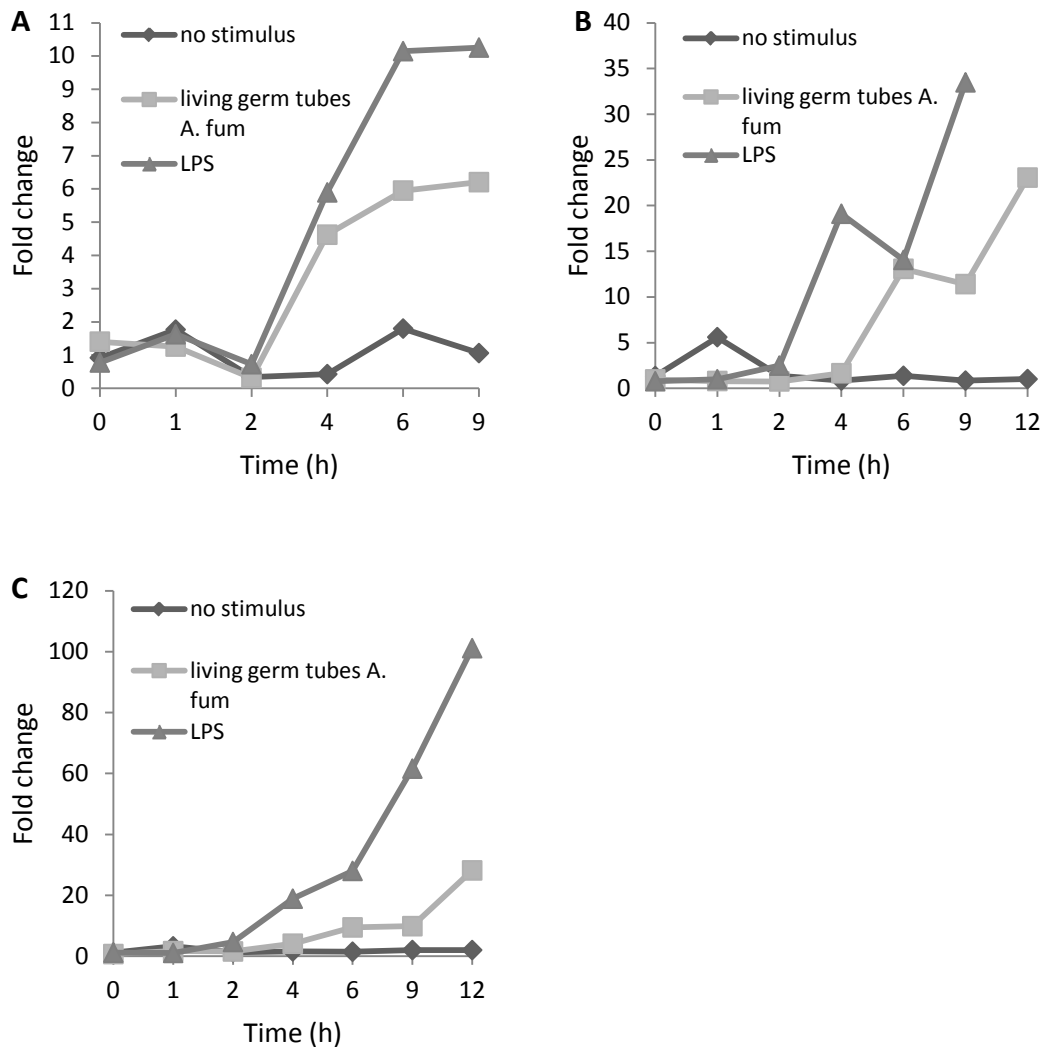 A
Fold change
11
10
9
8
7
6
5
4
3
2
1
0
no stimulus
living germ tubes
A. fum
LPS
0 1 2 4 6 9
Time (h)
B
Fold change
40
35
30
25
20
15
10
5
0
no stimulus
living germ tubes A.
fum
LPS
0 1 2 4 6 9 12
Time (h)
C
Fold change
120
100
80
60
40
20
0
no stimulus
living germ tubes A.
fum
LPS
0 1 2 4 6 9 12
Time (h)